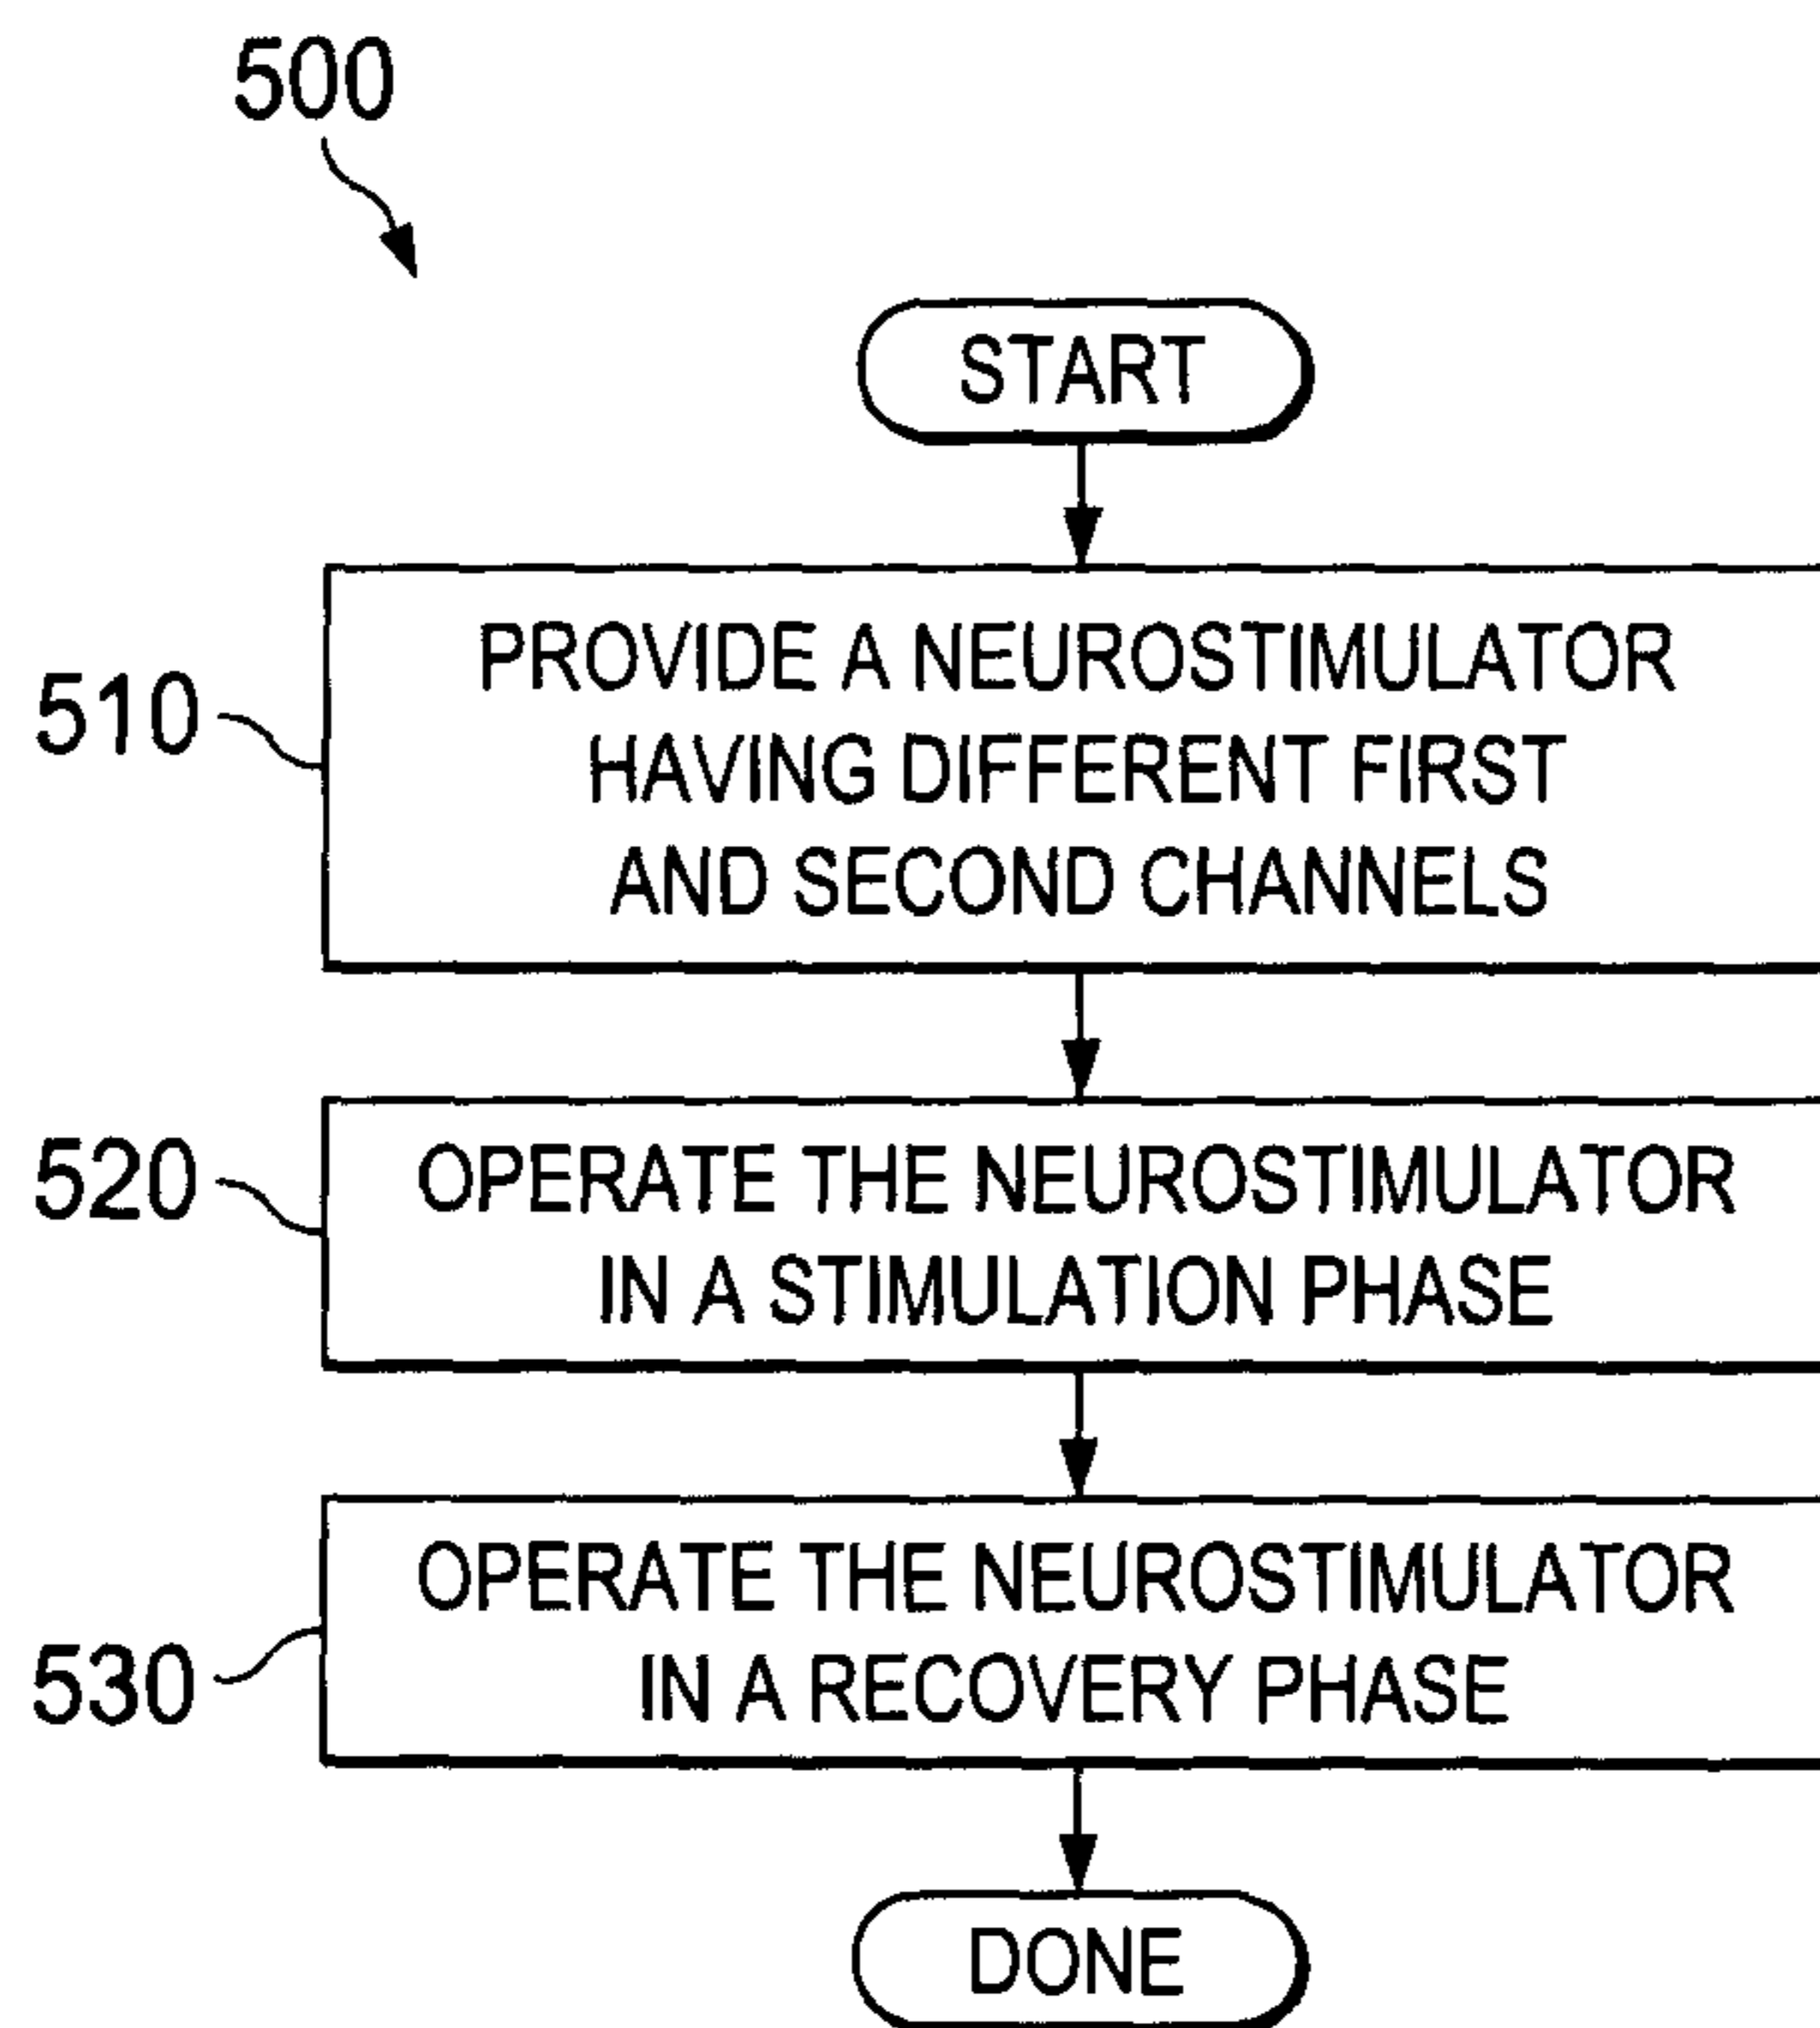 500
START
510
PROVIDE A NEUROSTIMULATOR
HAVING DIFFERENT FIRST
AND SECOND CHANNELS
520
OPERATE THE NEUROSTIMULATOR
IN A STIMULATION PHASE
530
OPERATE THE NEUROSTIMULATOR
IN A RECOVERY PHASE
DONE